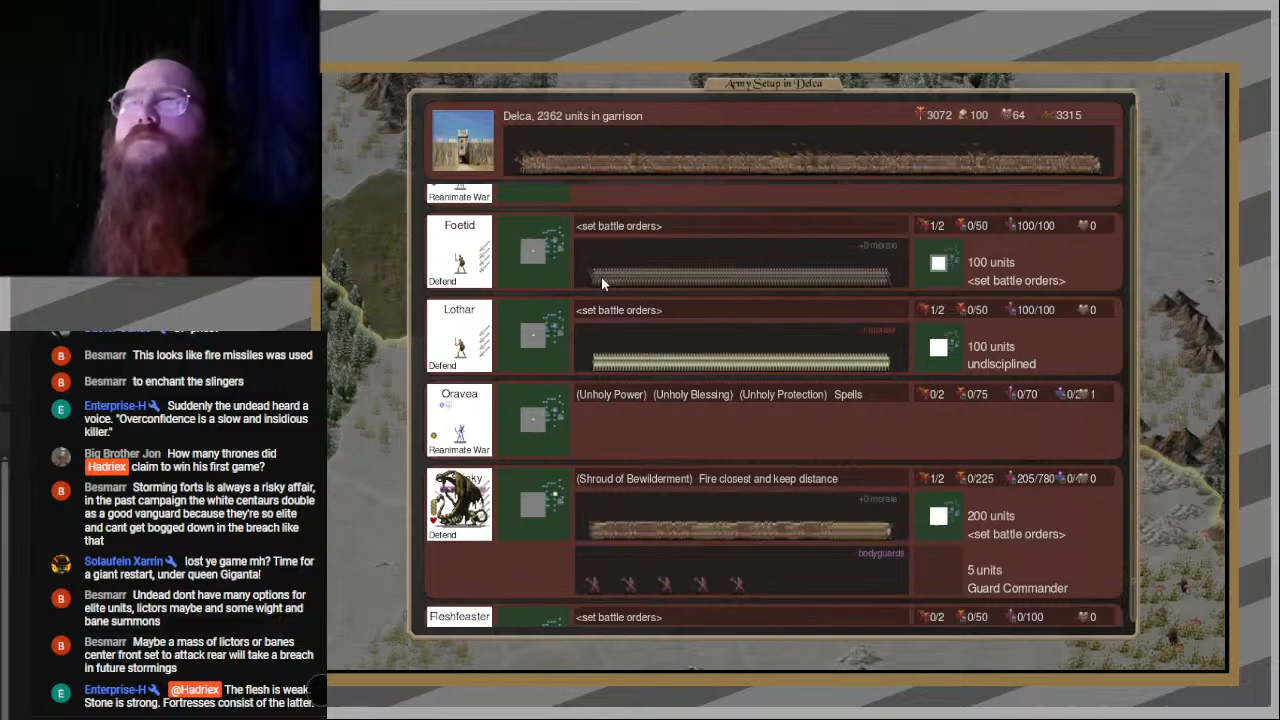 Army Setup in Delca
Delca, 2362 units in garrison
3072 100 64 3315
Reanimate War
Foetid
Defend
<set battle orders>
1/2 0/50 100/100 0
+0 morale
100 units
<set battle orders>
Lothar
Defend
<set battle orders>
1/2 0/50 100/100 0
100 units
undisciplined
Oravea
Reanimate War
(Unholy Power) (Unholy Blessing) (Unholy Protection) Spells
0/2 0/75 0/70 1
Defend
(Shroud of Bewilderment) Fire closest and keep distance
1/2 0/225 205/780 0
+0 morale
200 units
<set battle orders>
bodyguards
5 units
Guard Commander
Fleshfeaster
<set battle orders>
0/2 0/50 0/100 0
B Besmarr This looks like fire missiles was used
B Besmarr to enchant the slingers
E Enterprise-H Suddenly the undead heard a
voice. "Overconfidence is a slow and insidious
killer."
Big Brother Jon How many thrones did
Hadriex claim to win his first game?
B Besmarr Storming forts is always a risky affair,
in the past campaign the white centaurs double
as a good vanguard because they're so elite
and cant get bogged down in the breach like
that
Solaufein Xarrin lost ye game mh? Time for
a giant restart, under queen Giganta!
B Besmarr Undead dont have many options for
elite units, lictors maybe and some wight and
bane summons
B Besmarr Maybe a mass of lictors or banes
center front set to attack rear will take a breach
in future stormings
E Enterprise-H @Hadriex The flesh is weak.
Stone is strong. Fortresses consist of the latter.